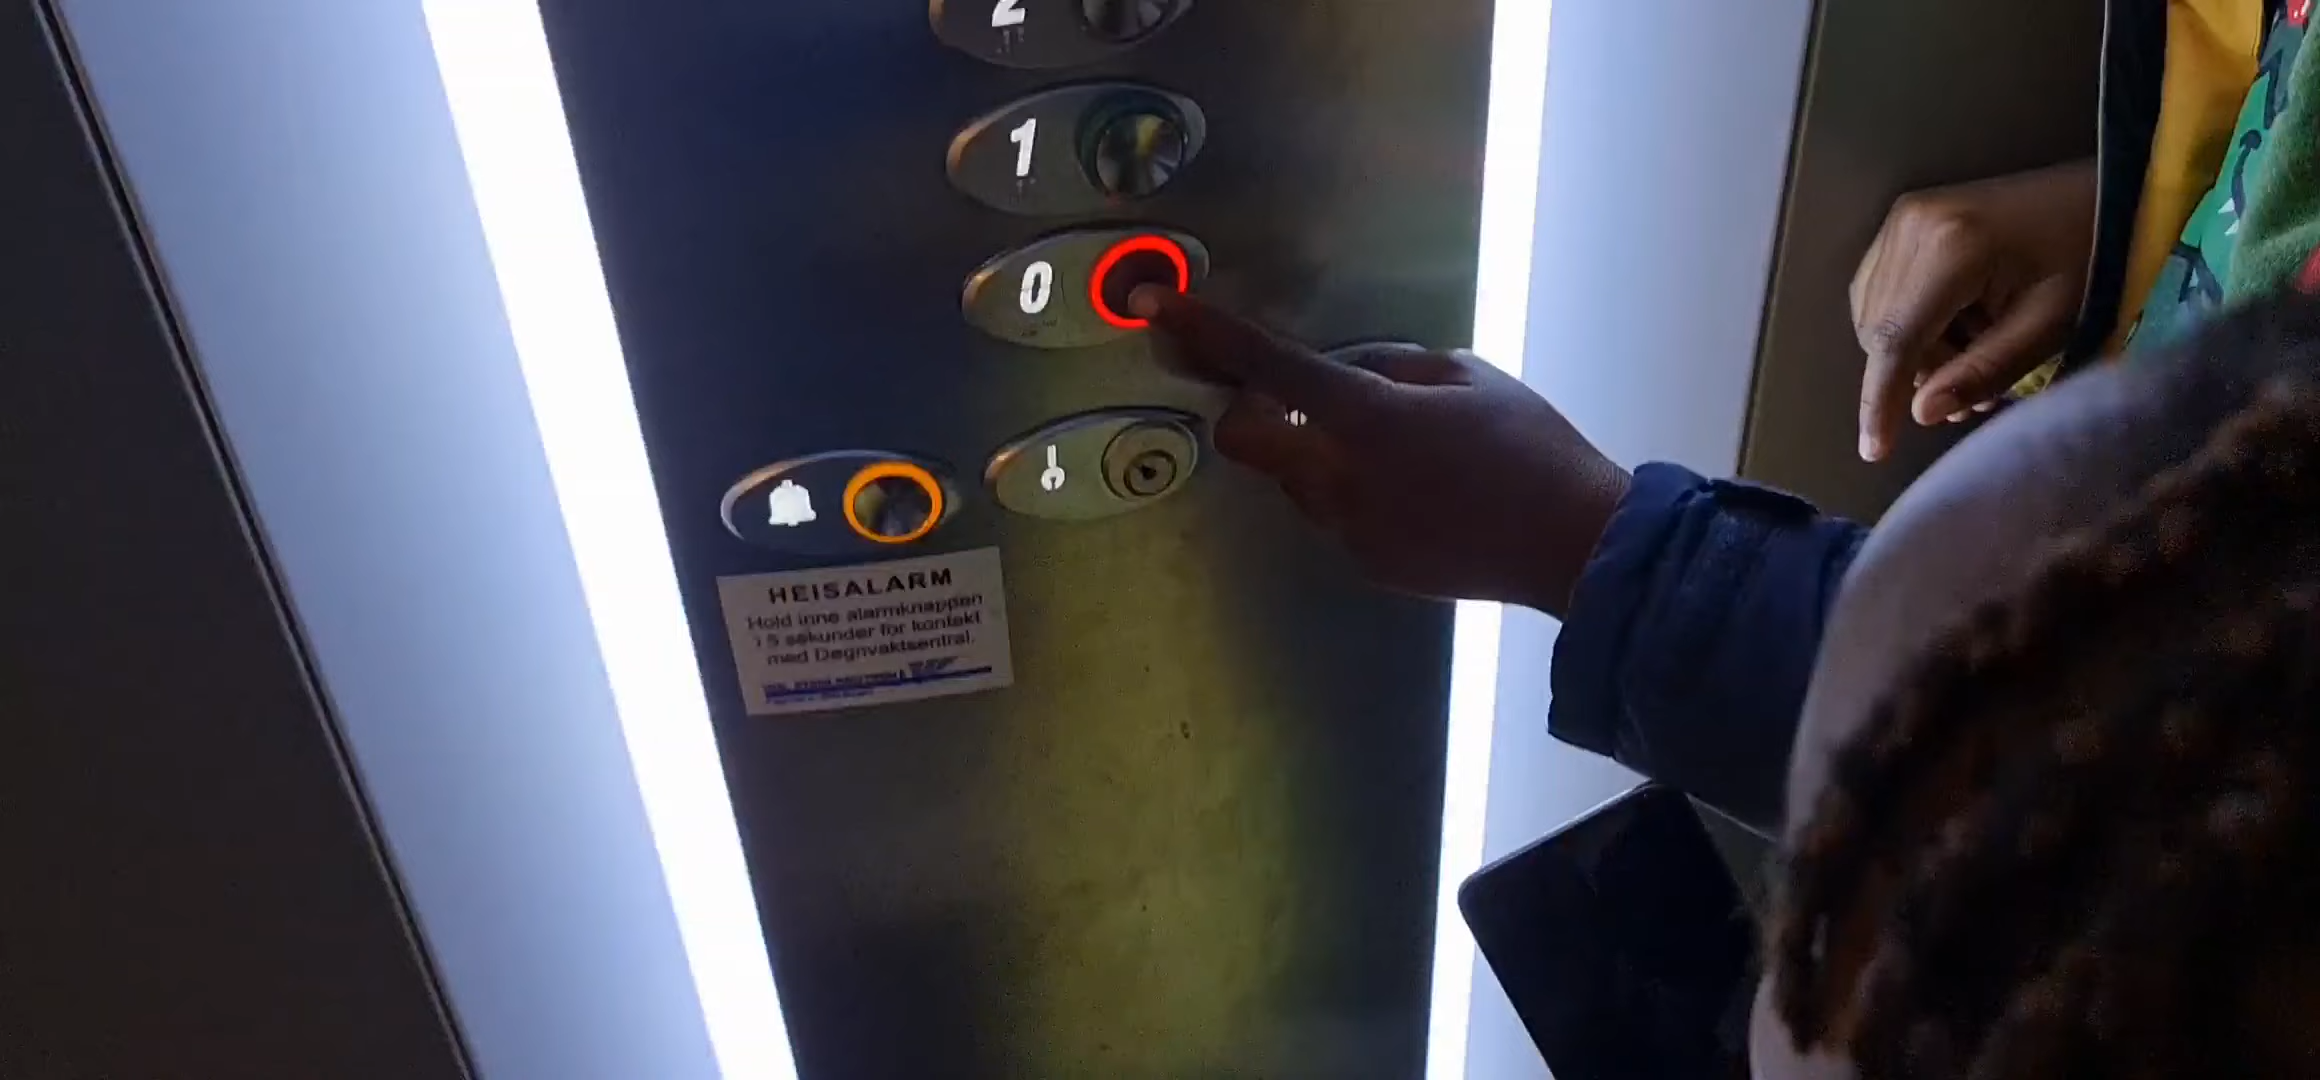 2
1
0
HEISALARM
Hold inne alarmknappen
i 5 sekunder for kontakt
med Døgnvaktsentral.